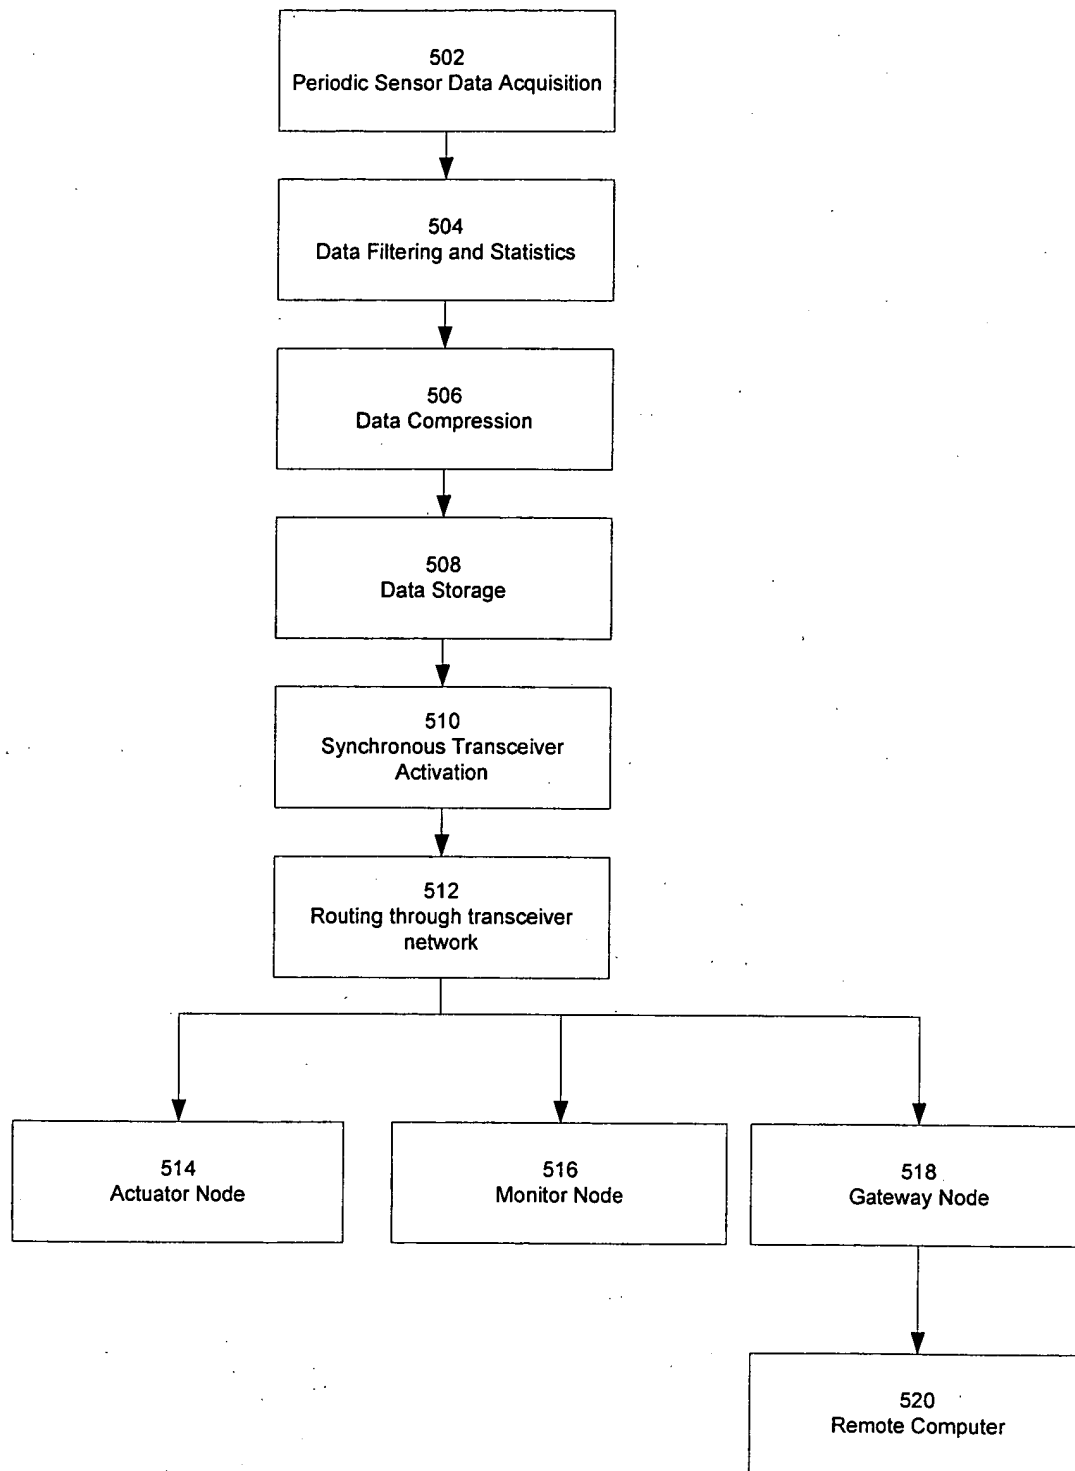 502
Periodic Sensor Data Acquisition
504
Data Filtering and Statistics
506
Data Compression
508
Data Storage
510
Synchronous Transceiver
Activation
512
Routing through transceiver
network
514
Actuator Node
516
Monitor Node
518
Gateway Node
520
Remote Computer